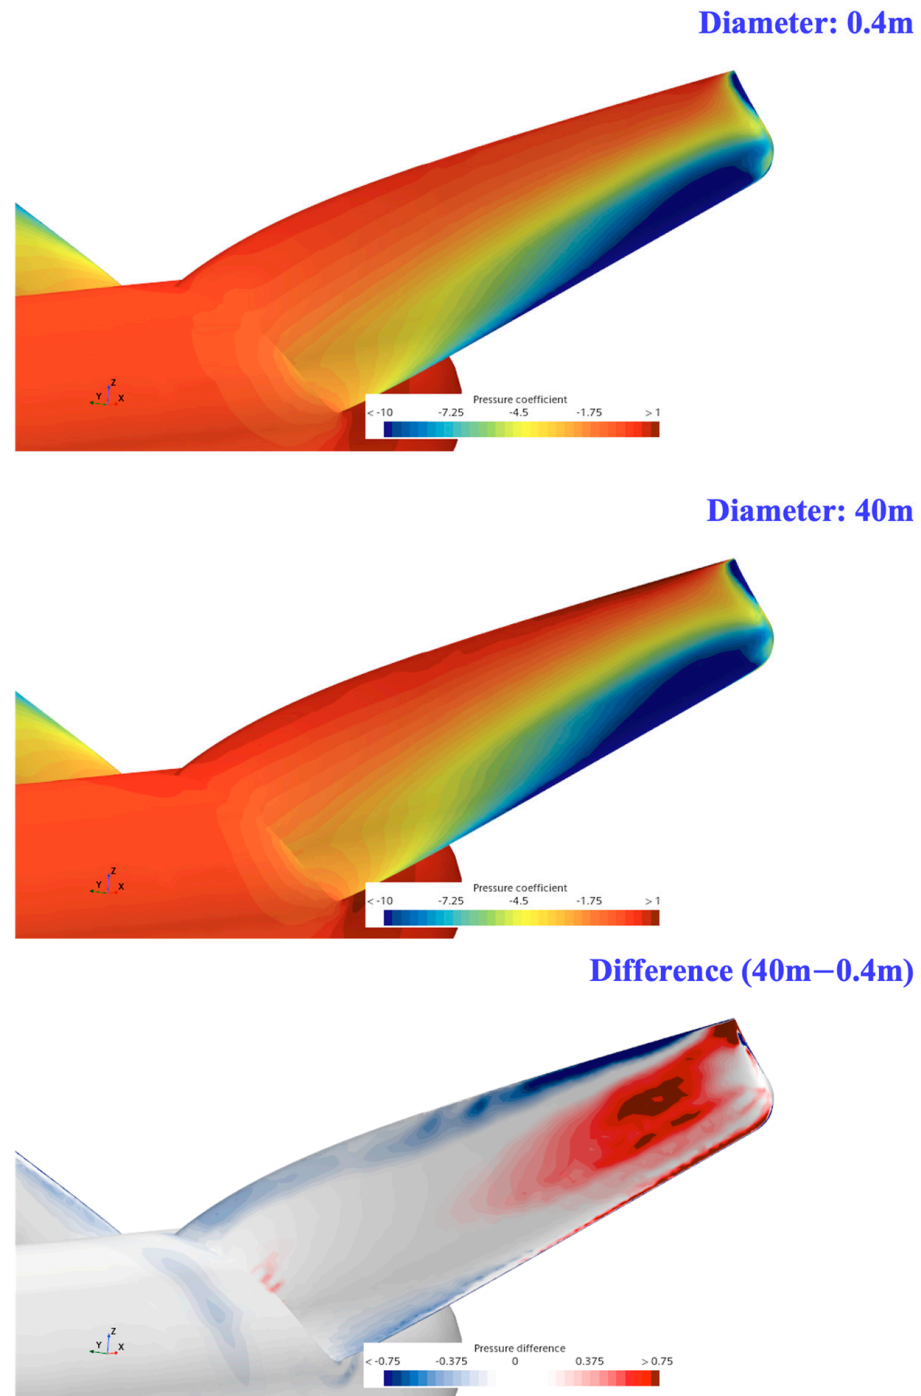 Diameter: 0.4m
Z
Y
X
Pressure coefficient
< -10 -7.25 -4.5 -1.75 > 1
Diameter: 40m
Z
Y
X
Pressure coefficient
< -10 -7.25 -4.5 -1.75 > 1
Difference (40m−0.4m)
Z
Y
X
Pressure difference
< -0.75 -0.375 0 0.375 > 0.75